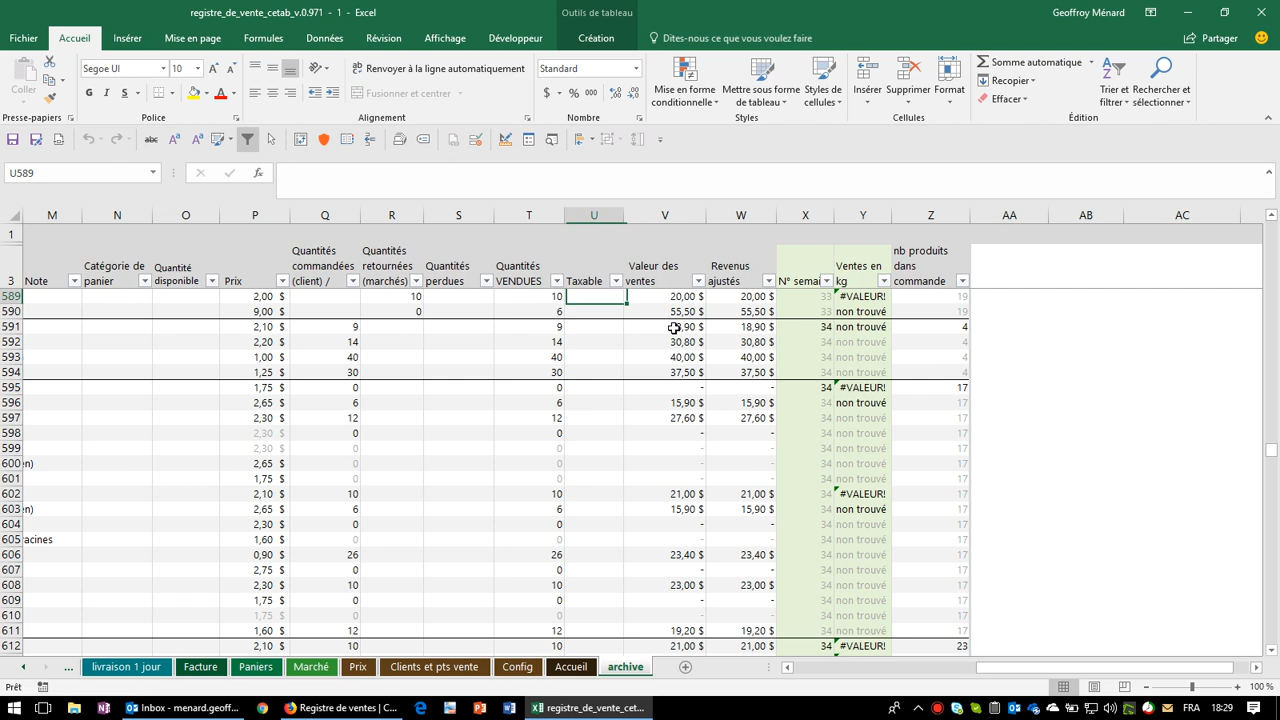 registre_de_vente_cetab_v.0.971 - 1 - Excel
Outils de tableau
Geoffroy Ménard
Fichier Accueil Insérer Mise en page Formules Données Révision Affichage Développeur Création Dites-nous ce que vous voulez faire Partager
Coller
Segoe UI 10
Renvoyer à la ligne automatiquement
Standard
Mise en forme conditionnelle
Mettre sous forme de tableau
Styles de cellules
Insérer Supprimer Format
Somme automatique
Recopier
Effacer
Trier et filtrer
Rechercher et sélectionner
G I S
Fusionner et centrer
$ % 000
Presse-papiers Police Alignement Nombre Styles Cellules Édition
U589
fx
M N O P Q R S T U V W X Y Z AA AB AC
1
3 Note Catégorie de panier Quantité disponible Prix Quantités commandées (client) / Quantités retournées (marchés) Quantités perdues Quantités VENDUES Taxable Valeur des ventes Revenus ajustés N° semai Ventes en kg nb produits dans commande
589 2,00 $ 10 10 20,00 $ 20,00 $ 33 #VALEUR! 19
590 9,00 $ 0 6 55,50 $ 55,50 $ 33 non trouvé 19
591 2,10 $ 9 9 8,90 $ 18,90 $ 34 non trouvé 4
592 2,20 $ 14 14 30,80 $ 30,80 $ 34 non trouvé 4
593 1,00 $ 40 40 40,00 $ 40,00 $ 34 non trouvé 4
594 1,25 $ 30 30 37,50 $ 37,50 $ 34 non trouvé 4
595 1,75 $ 0 0 - - 34 #VALEUR! 17
596 2,65 $ 6 6 15,90 $ 15,90 $ 34 non trouvé 17
597 2,30 $ 12 12 27,60 $ 27,60 $ 34 non trouvé 17
598 2,30 $ 0 0 - - 34 non trouvé 17
599 2,30 $ 0 0 - - 34 non trouvé 17
600 en) 2,65 $ 0 0 - - 34 non trouvé 17
601 1,75 $ 0 0 - - 34 non trouvé 17
602 2,10 $ 10 10 21,00 $ 21,00 $ 34 #VALEUR! 17
603 en) 2,65 $ 6 6 15,90 $ 15,90 $ 34 non trouvé 17
604 2,30 $ 0 0 - - 34 non trouvé 17
605 racines 1,60 $ 0 0 - - 34 non trouvé 17
606 0,90 $ 26 26 23,40 $ 23,40 $ 34 non trouvé 17
607 2,75 $ 0 0 - - 34 non trouvé 17
608 2,30 $ 10 10 23,00 $ 23,00 $ 34 non trouvé 17
609 1,75 $ 0 0 - - 34 non trouvé 17
610 1,75 $ 0 0 - - 34 non trouvé 17
611 1,60 $ 12 12 19,20 $ 19,20 $ 34 non trouvé 17
612 2,10 $ 10 10 21,00 $ 21,00 $ 34 #VALEUR! 23
... livraison 1 jour Facture Paniers Marché Prix Clients et pts vente Config Accueil archive
Prêt
100 %
Inbox - menard.geoff... Registre de ventes | C... registre_de_vente_cet... FRA 18:29